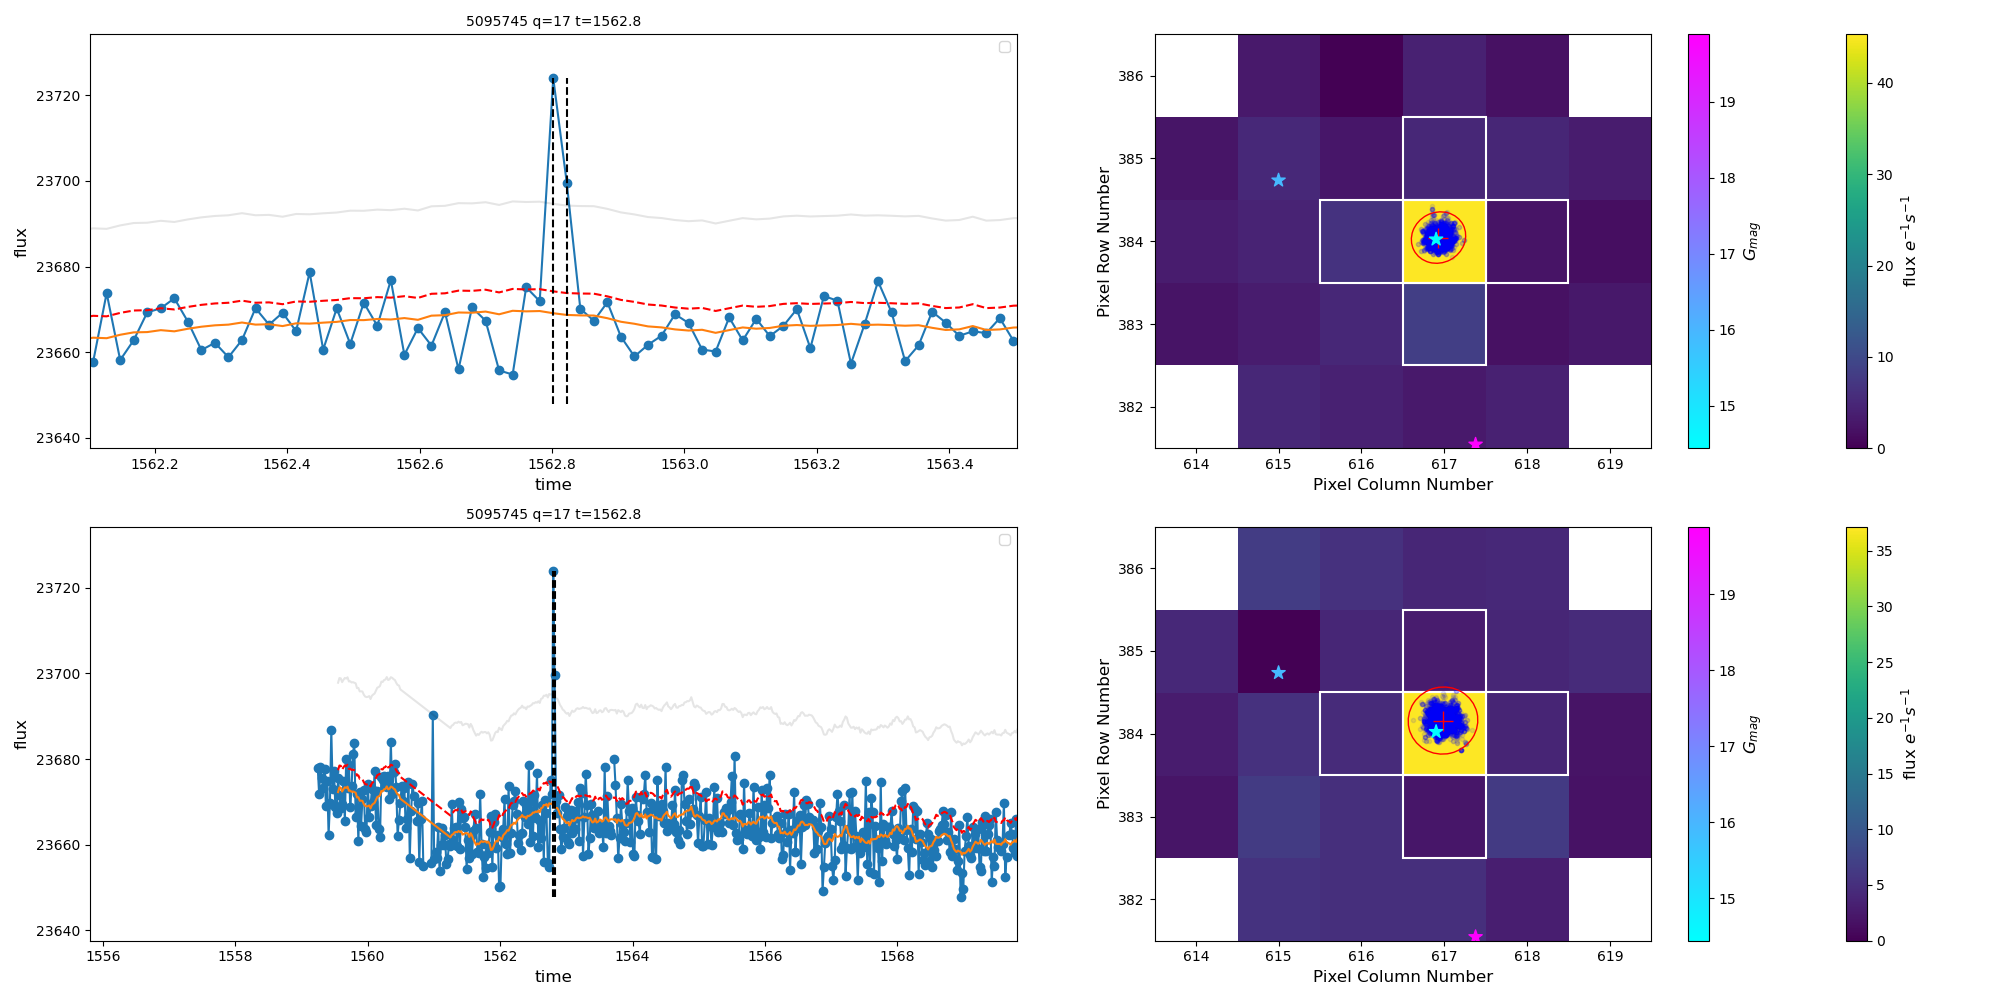 5095745 q=17 t=1562.8
23720
23700
23680
23660
23640
flux
1562.2 1562.4 1562.6 1562.8 1563.0 1563.2 1563.4
time
386
385
384
383
382
Pixel Row Number
614 615 616 617 618 619
Pixel Column Number
19
18
17
16
15
G_mag
40
30
20
10
0
flux e⁻¹s⁻¹
5095745 q=17 t=1562.8
23720
23700
23680
23660
23640
flux
1556 1558 1560 1562 1564 1566 1568
time
386
385
384
383
382
Pixel Row Number
614 615 616 617 618 619
Pixel Column Number
19
18
17
16
15
G_mag
35
30
25
20
15
10
5
0
flux e⁻¹s⁻¹